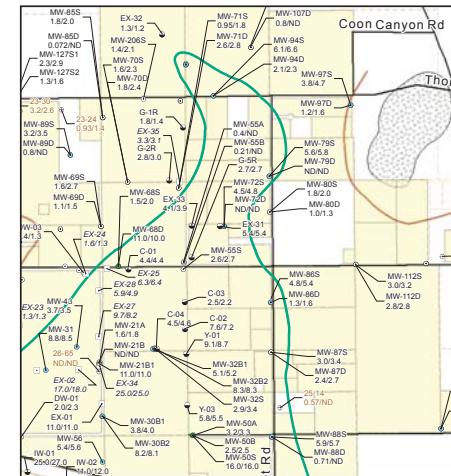 MW-85S
1.8/2.0
MW-85D
0.072/ND
MW-127S1
2.3/2.9
MW-127S2
1.3/1.6
EX-32
1.3/1.2
MW-206S
1.4/2.1
MW-70S
1.6/2.3
MW-70D
1.8/2.4
MW-71S
0.95/1.8
MW-71D
2.6/2.8
MW-107D
0.8/ND
MW-94S
6.1/6.6
MW-94D
2.1/2.3
Coon Canyon Rd
MW-97S
3.8/4.7
MW-97D
1.2/1.6
23-24
0.93/1.4
MW-89S
3.2/3.5
MW-89D
0.8/ND
G-1R
1.8/1.4
EX-35
3.3/3.1
G-2R
2.8/3.0
MW-55A
0.4/ND
MW-55B
0.21/ND
G-5R
2.7/2.7
MW-79S
5.6/5.8
MW-79D
ND/ND
MW-69S
1.6/2.7
MW-69D
1.1/1.5
MW-68S
1.5/2.0
EX-33
MW-72S
4.5/4.8
MW-72D
ND/ND
MW-80S
1.8/2.0
MW-80D
1.0/1.3
EX-24
1.6/1.3
MW-68D
11.0/10.0
EX-31
5.4/5.4
C-01
4.4/4.4
MW-55S
2.6/2.7
EX-25
6.3/6.4
EX-28
5.9/4.9
MW-86S
4.8/5.4
MW-86D
1.3/1.6
MW-112S
3.0/3.2
MW-112D
2.8/2.8
EX-23
1.3/1.3
MW-43
3.7/3.5
EX-27
9.7/8.2
C-03
2.5/2.2
C-04
4.5/4.6
C-02
7.6/7.2
MW-31
8.8/8.5
MW-21A
1.6/1.8
MW-21B
ND/ND
Y-01
9.1/8.7
26-65
ND/ND
MW-21B1
11.0/11.0
MW-32B1
5.1/5.2
MW-32B2
8.3/8.3
MW-32S
2.9/3.4
MW-87S
3.0/3.4
MW-87D
2.4/2.7
EX-02
17.0/18.0
EX-34
25.0/25.0
DW-01
2.0/2.3
EX-01
11.0/11.0
MW-30B1
3.8/4.0
Y-03
5.8/5.5
25/14
0.57/ND
MW-56
5.4/5.6
MW-30B2
8.2/8.1
MW-50A
3.2/3.3
MW-50B
2.5/2.5
MW-50S
16.0/16.0
MW-88S
5.9/5.7
MW-88D
0.71/ND
IW-01
25.0/27.0
IW-02
11.0/12.0